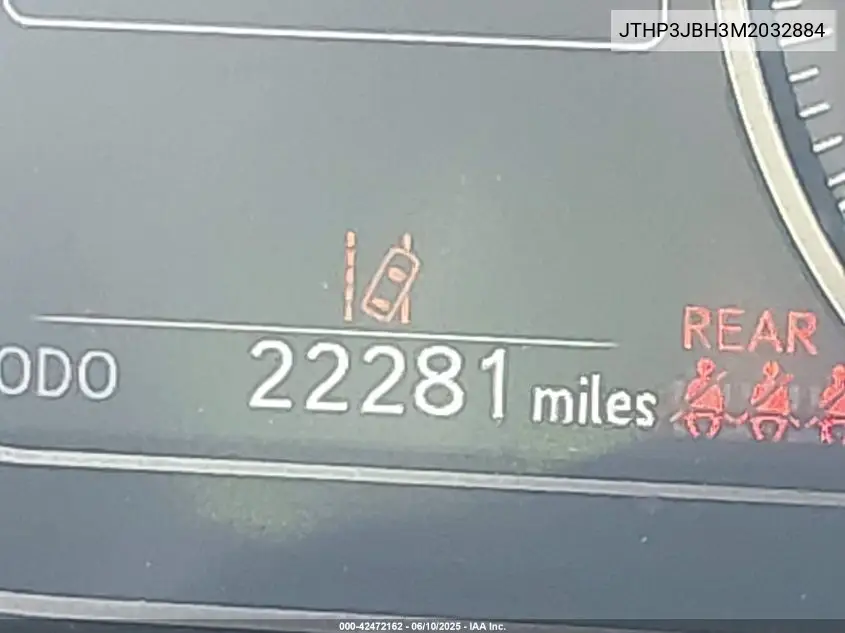 JTHP3JBH3M2032884
REAR
ODO 22281 miles
000-42472162 - 06/10/2025 - IAA Inc.